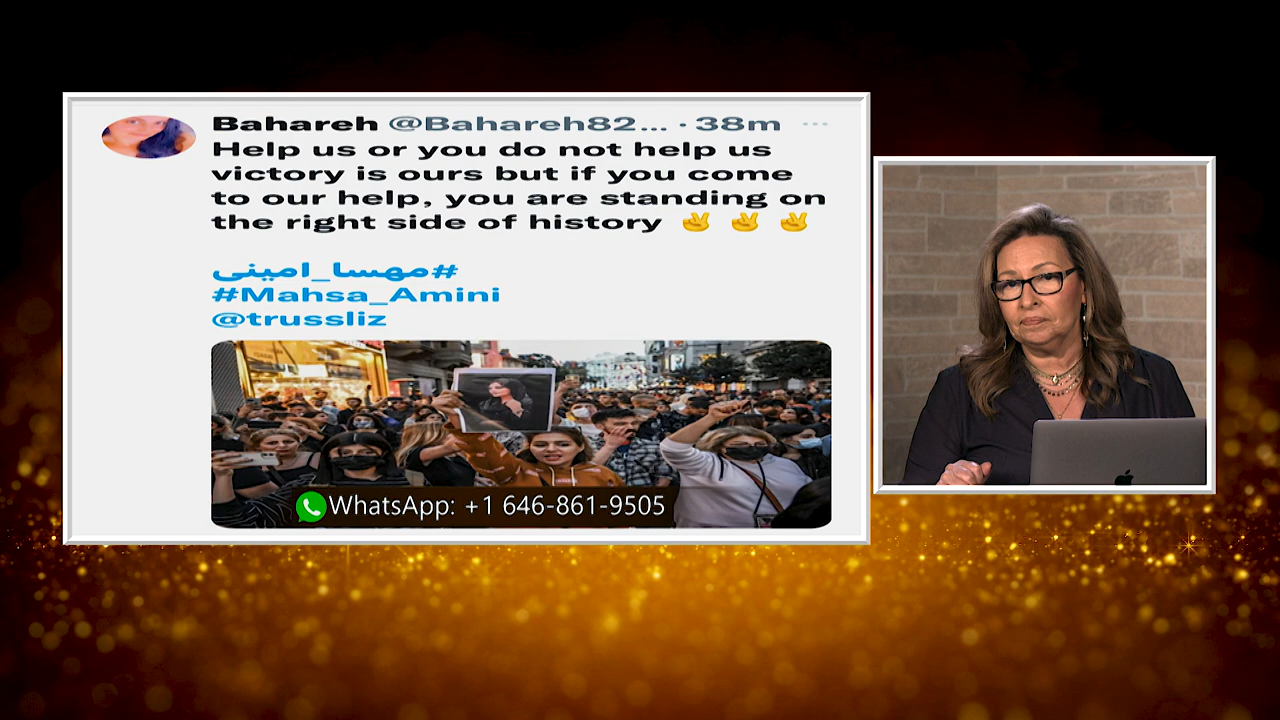 Bahareh @Bahareh82... · 38m ...
Help us or you do not help us
victory is ours but if you come
to our help, you are standing on
the right side of history ✌️ ✌️ ✌️
#مهسا_امینی
#Mahsa_Amini
@trussliz
WhatsApp: +1 646-861-9505